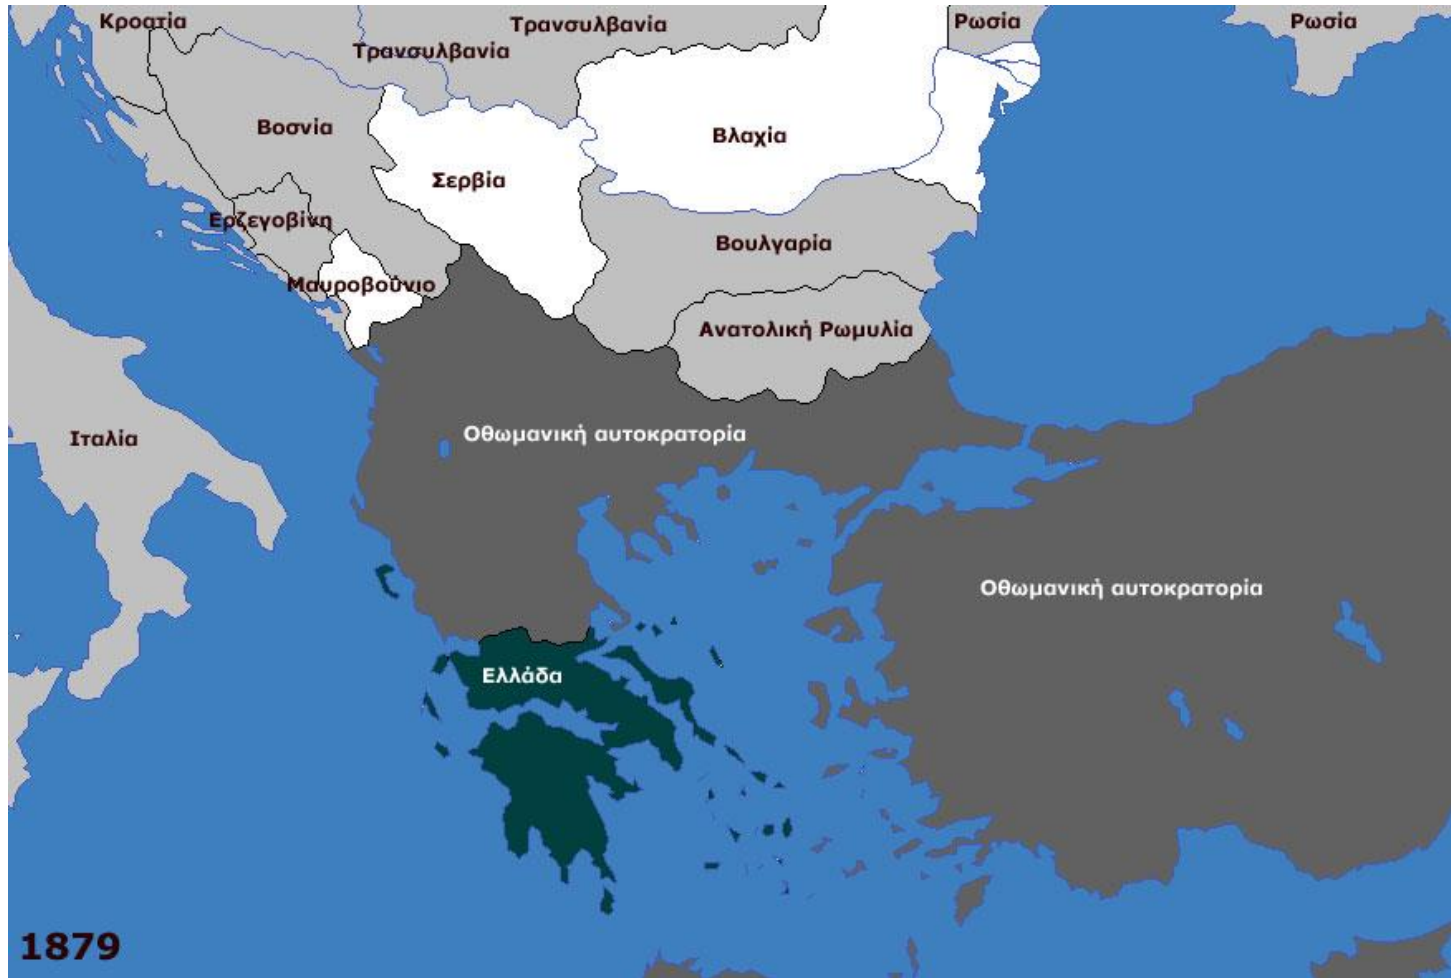 Κροατία
Τρανσυλβανία
Ρωσία
Ρωσία
Τρανσυλβανία
Βοσνία
Βλαχία
Σερβία
Ερζεγοβίνη
Βουλγαρία
Μαυροβούνιο
Ανατολική Ρωμυλία
Ιταλία
Οθωμανική αυτοκρατορία
Οθωμανική αυτοκρατορία
Ελλάδα
1879